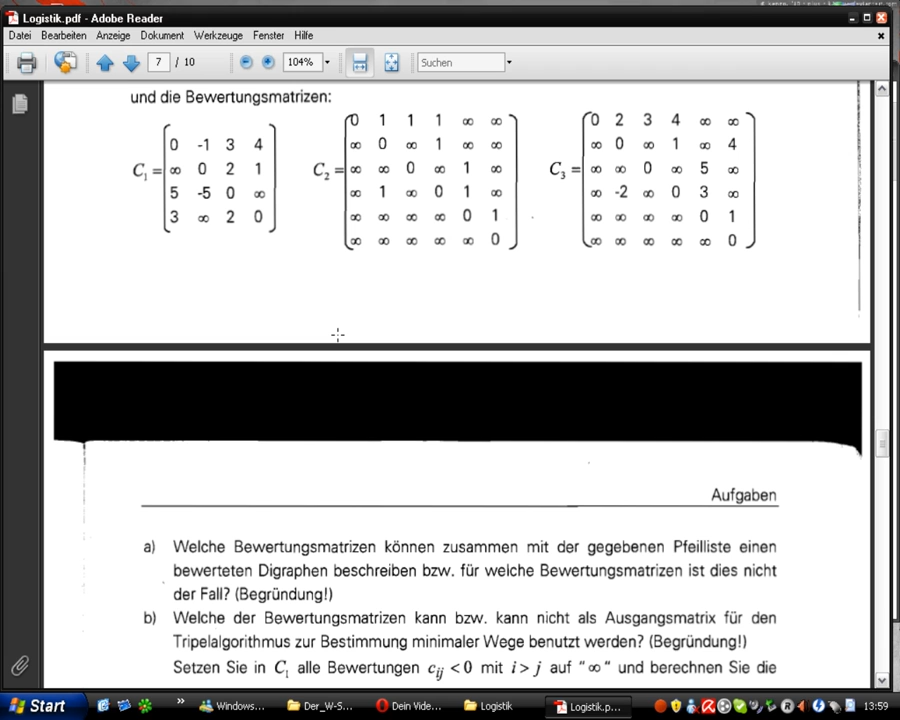 Logistik.pdf - Adobe Reader
Datei Bearbeiten Anzeige Dokument Werkzeuge Fenster Hilfe
7 / 10 104% Suchen
und die Bewertungsmatrizen:
C₁ =
0 -1 3 4
∞ 0 2 1
5 -5 0 ∞
3 ∞ 2 0
C₂ =
0 1 1 1 ∞ ∞
∞ 0 ∞ 1 ∞ ∞
∞ ∞ 0 ∞ 1 ∞
∞ 1 ∞ 0 1 ∞
∞ ∞ ∞ ∞ 0 1
∞ ∞ ∞ ∞ ∞ 0
C₃ =
0 2 3 4 ∞ ∞
∞ 0 ∞ 1 ∞ 4
∞ ∞ 0 ∞ 5 ∞
∞ -2 ∞ 0 3 ∞
∞ ∞ ∞ ∞ 0 1
∞ ∞ ∞ ∞ ∞ 0
Aufgaben
a) Welche Bewertungsmatrizen können zusammen mit der gegebenen Pfeilliste einen
bewerteten Digraphen beschreiben bzw. für welche Bewertungsmatrizen ist dies nicht
der Fall? (Begründung!)
b) Welche der Bewertungsmatrizen kann bzw. kann nicht als Ausgangsmatrix für den
Tripelalgorithmus zur Bestimmung minimaler Wege benutzt werden? (Begründung!)
Setzen Sie in C₁ alle Bewertungen cᵢⱼ < 0 mit i > j auf "∞" und berechnen Sie die
Start » Windows... Der_W-S... Dein Vide... Logistik Logistik.p... 13:59